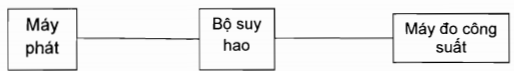 Máy
phát
Bộ suy
hao
Máy đo công
suất